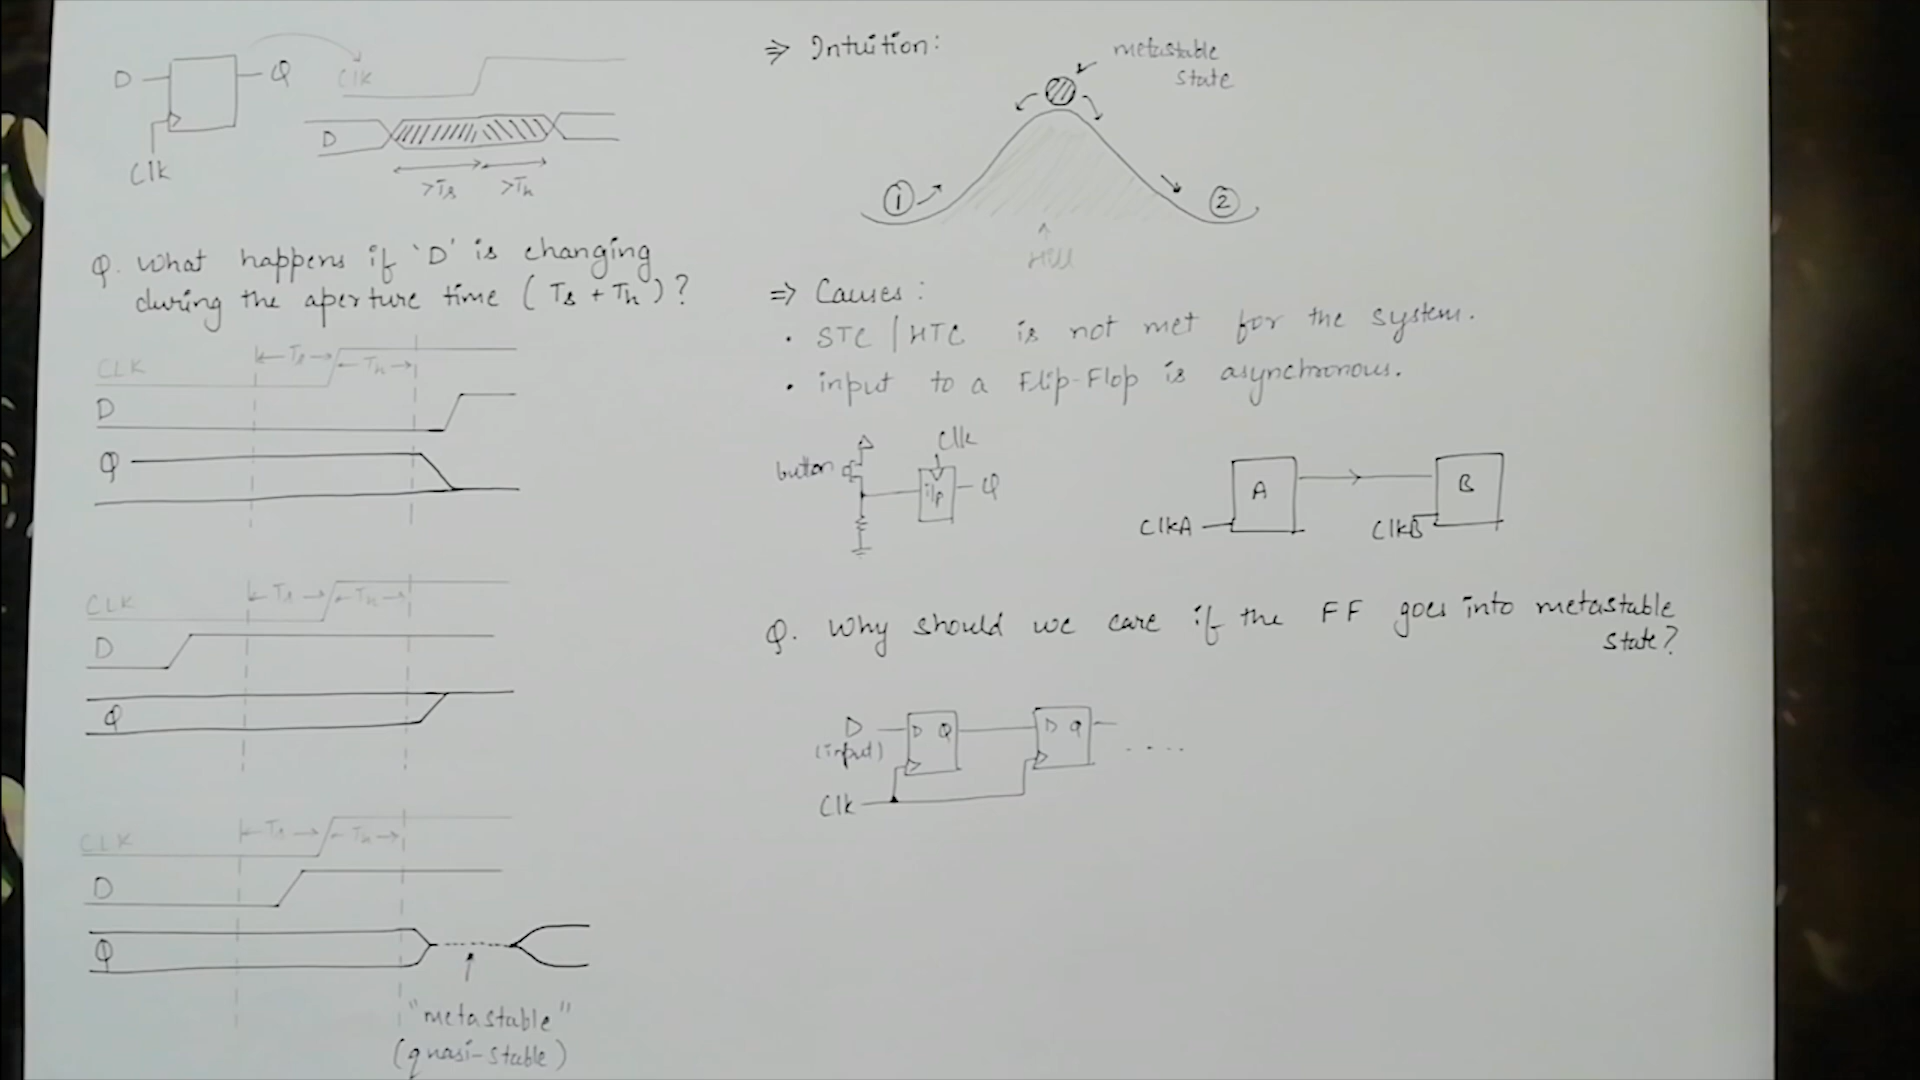 D
Q
Clk
Clk
D
>Ts
>Th
Q. What happens if 'D' is changing
during the aperture time (Ts + Th)?
CLK
Ts
Th
D
Q
CLK
Ts
Th
D
Q
CLK
Ts
Th
D
Q
"metastable"
(quasi-stable)
⇒ Intuition:
metastable
state
1
2
Hill
⇒ Causes:
• STC / HTC is not met for the system.
• input to a Flip-Flop is asynchronous.
button
Clk
i/p
Q
A
B
ClkA
ClkB
Q. Why should we care if the FF goes into metastable
state?
D
(input)
D Q
D Q
....
Clk